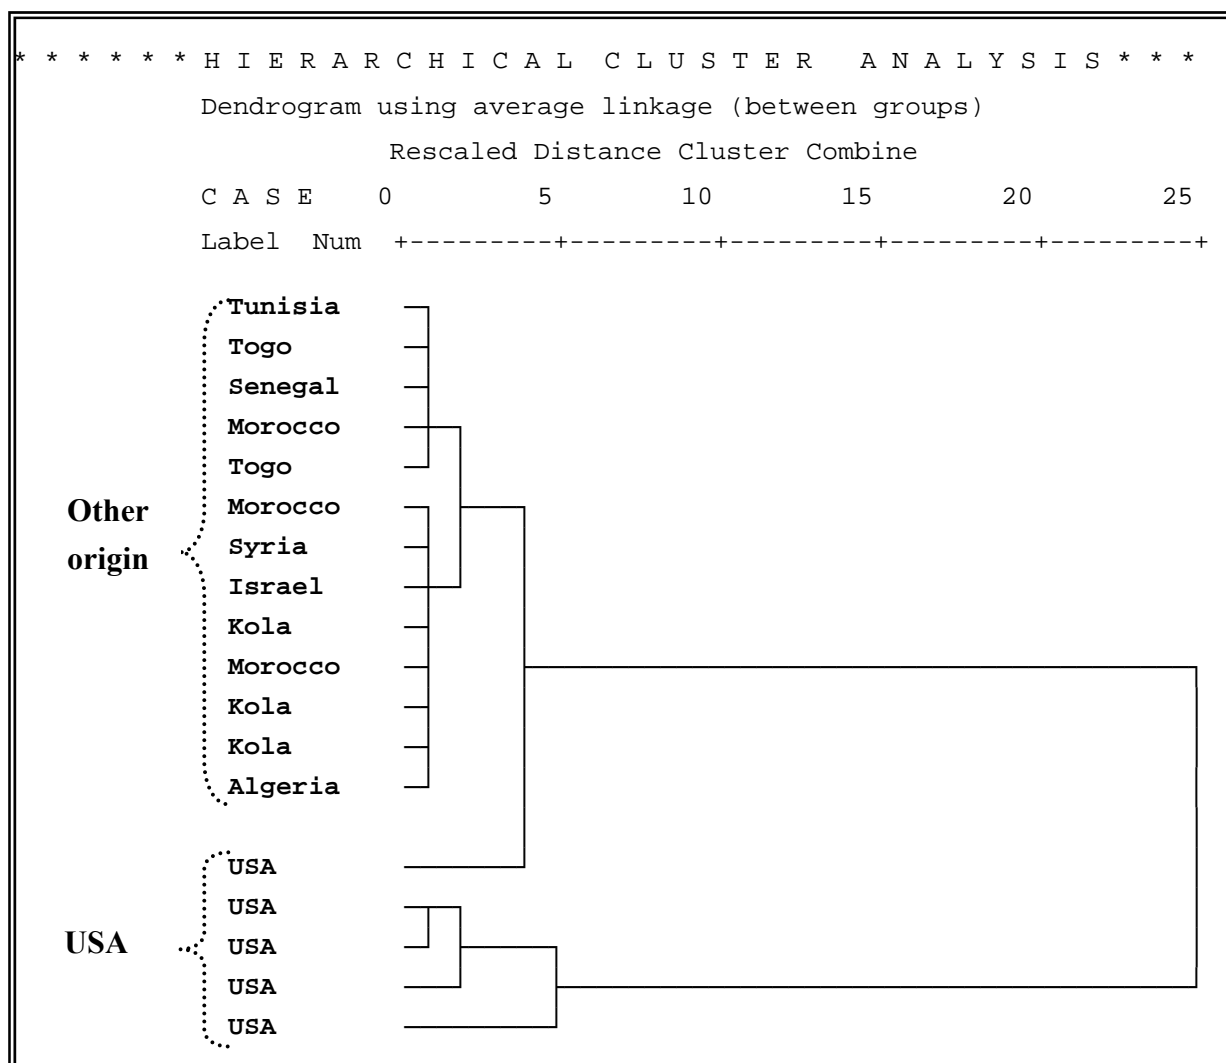 * * * * * * H I E R A R C H I C A L  C L U S T E R  A N A L Y S I S * * *
Dendrogram using average linkage (between groups)
Rescaled Distance Cluster Combine
C A S E 0 5 10 15 20 25
Label Num +---------+---------+---------+---------+---------+
Tunisia
Togo
Senegal
Morocco
Togo
Other
origin
Morocco
Syria
Israel
Kola
Morocco
Kola
Kola
Algeria
USA
USA
USA
USA
USA
USA